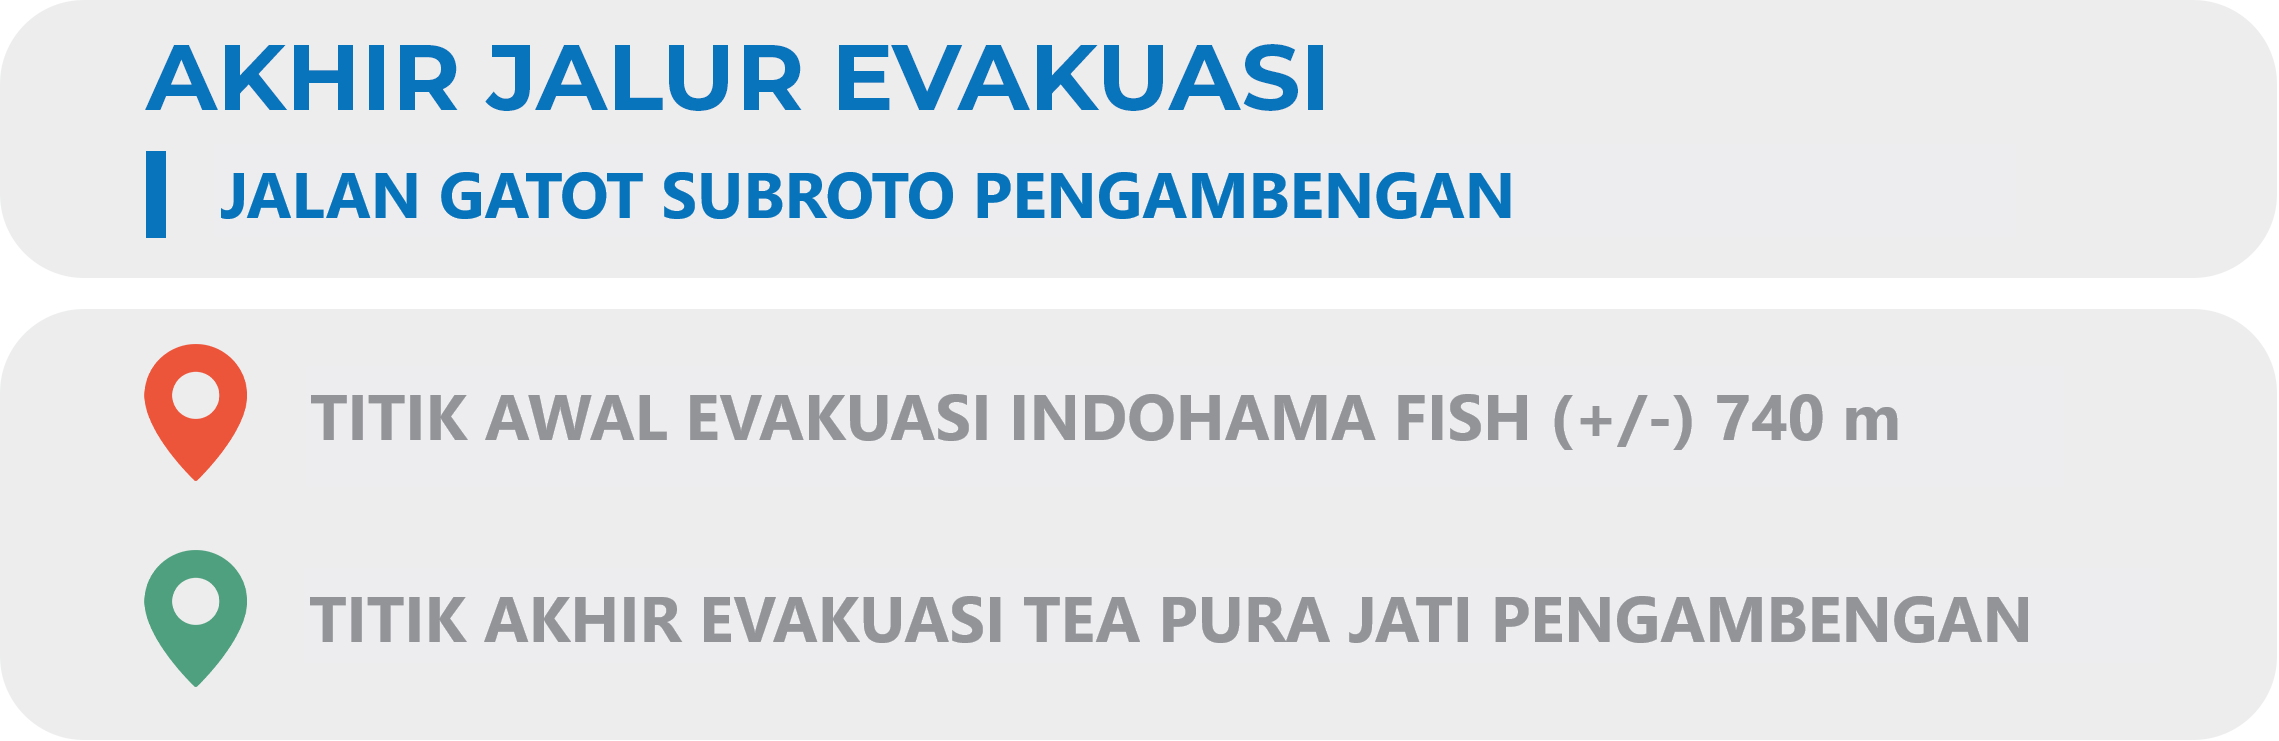 AKHIR JALUR EVAKUASI
JALAN GATOT SUBROTO PENGAMBENGAN
TITIK AWAL EVAKUASI INDOHAMA FISH (+/-) 740 m
TITIK AKHIR EVAKUASI TEA PURA JATI PENGAMBENGAN